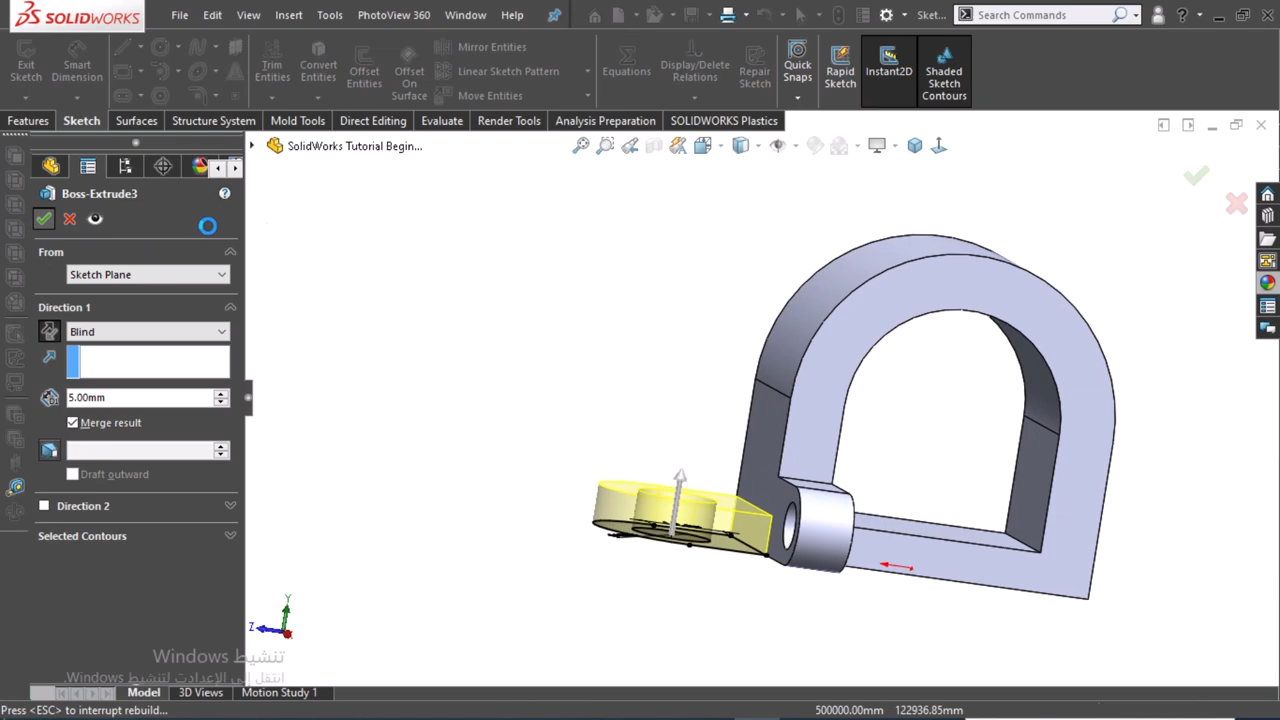 SOLIDWORKS File Edit View Insert Tools PhotoView 360 Window Help Sket... Search Commands
Exit Sketch
Smart Dimension
Trim Entities
Convert Entities
Offset Entities
Offset On Surface
Mirror Entities
Linear Sketch Pattern
Move Entities
Equations
Display/Delete Relations
Repair Sketch
Quick Snaps
Rapid Sketch
Instant2D
Shaded Sketch Contours
Features Sketch Surfaces Structure System Mold Tools Direct Editing Evaluate Render Tools Analysis Preparation SOLIDWORKS Plastics
SolidWorks Tutorial Begin...
Boss-Extrude3
From
Sketch Plane
Direction 1
Blind
5.00mm
Merge result
Draft outward
Direction 2
Selected Contours
Y
Z
تنشيط Windows
انتقل إلى الإعدادت لتنشيط Windows.
Model 3D Views Motion Study 1
Press <ESC> to interrupt rebuild... 500000.00mm 122936.85mm